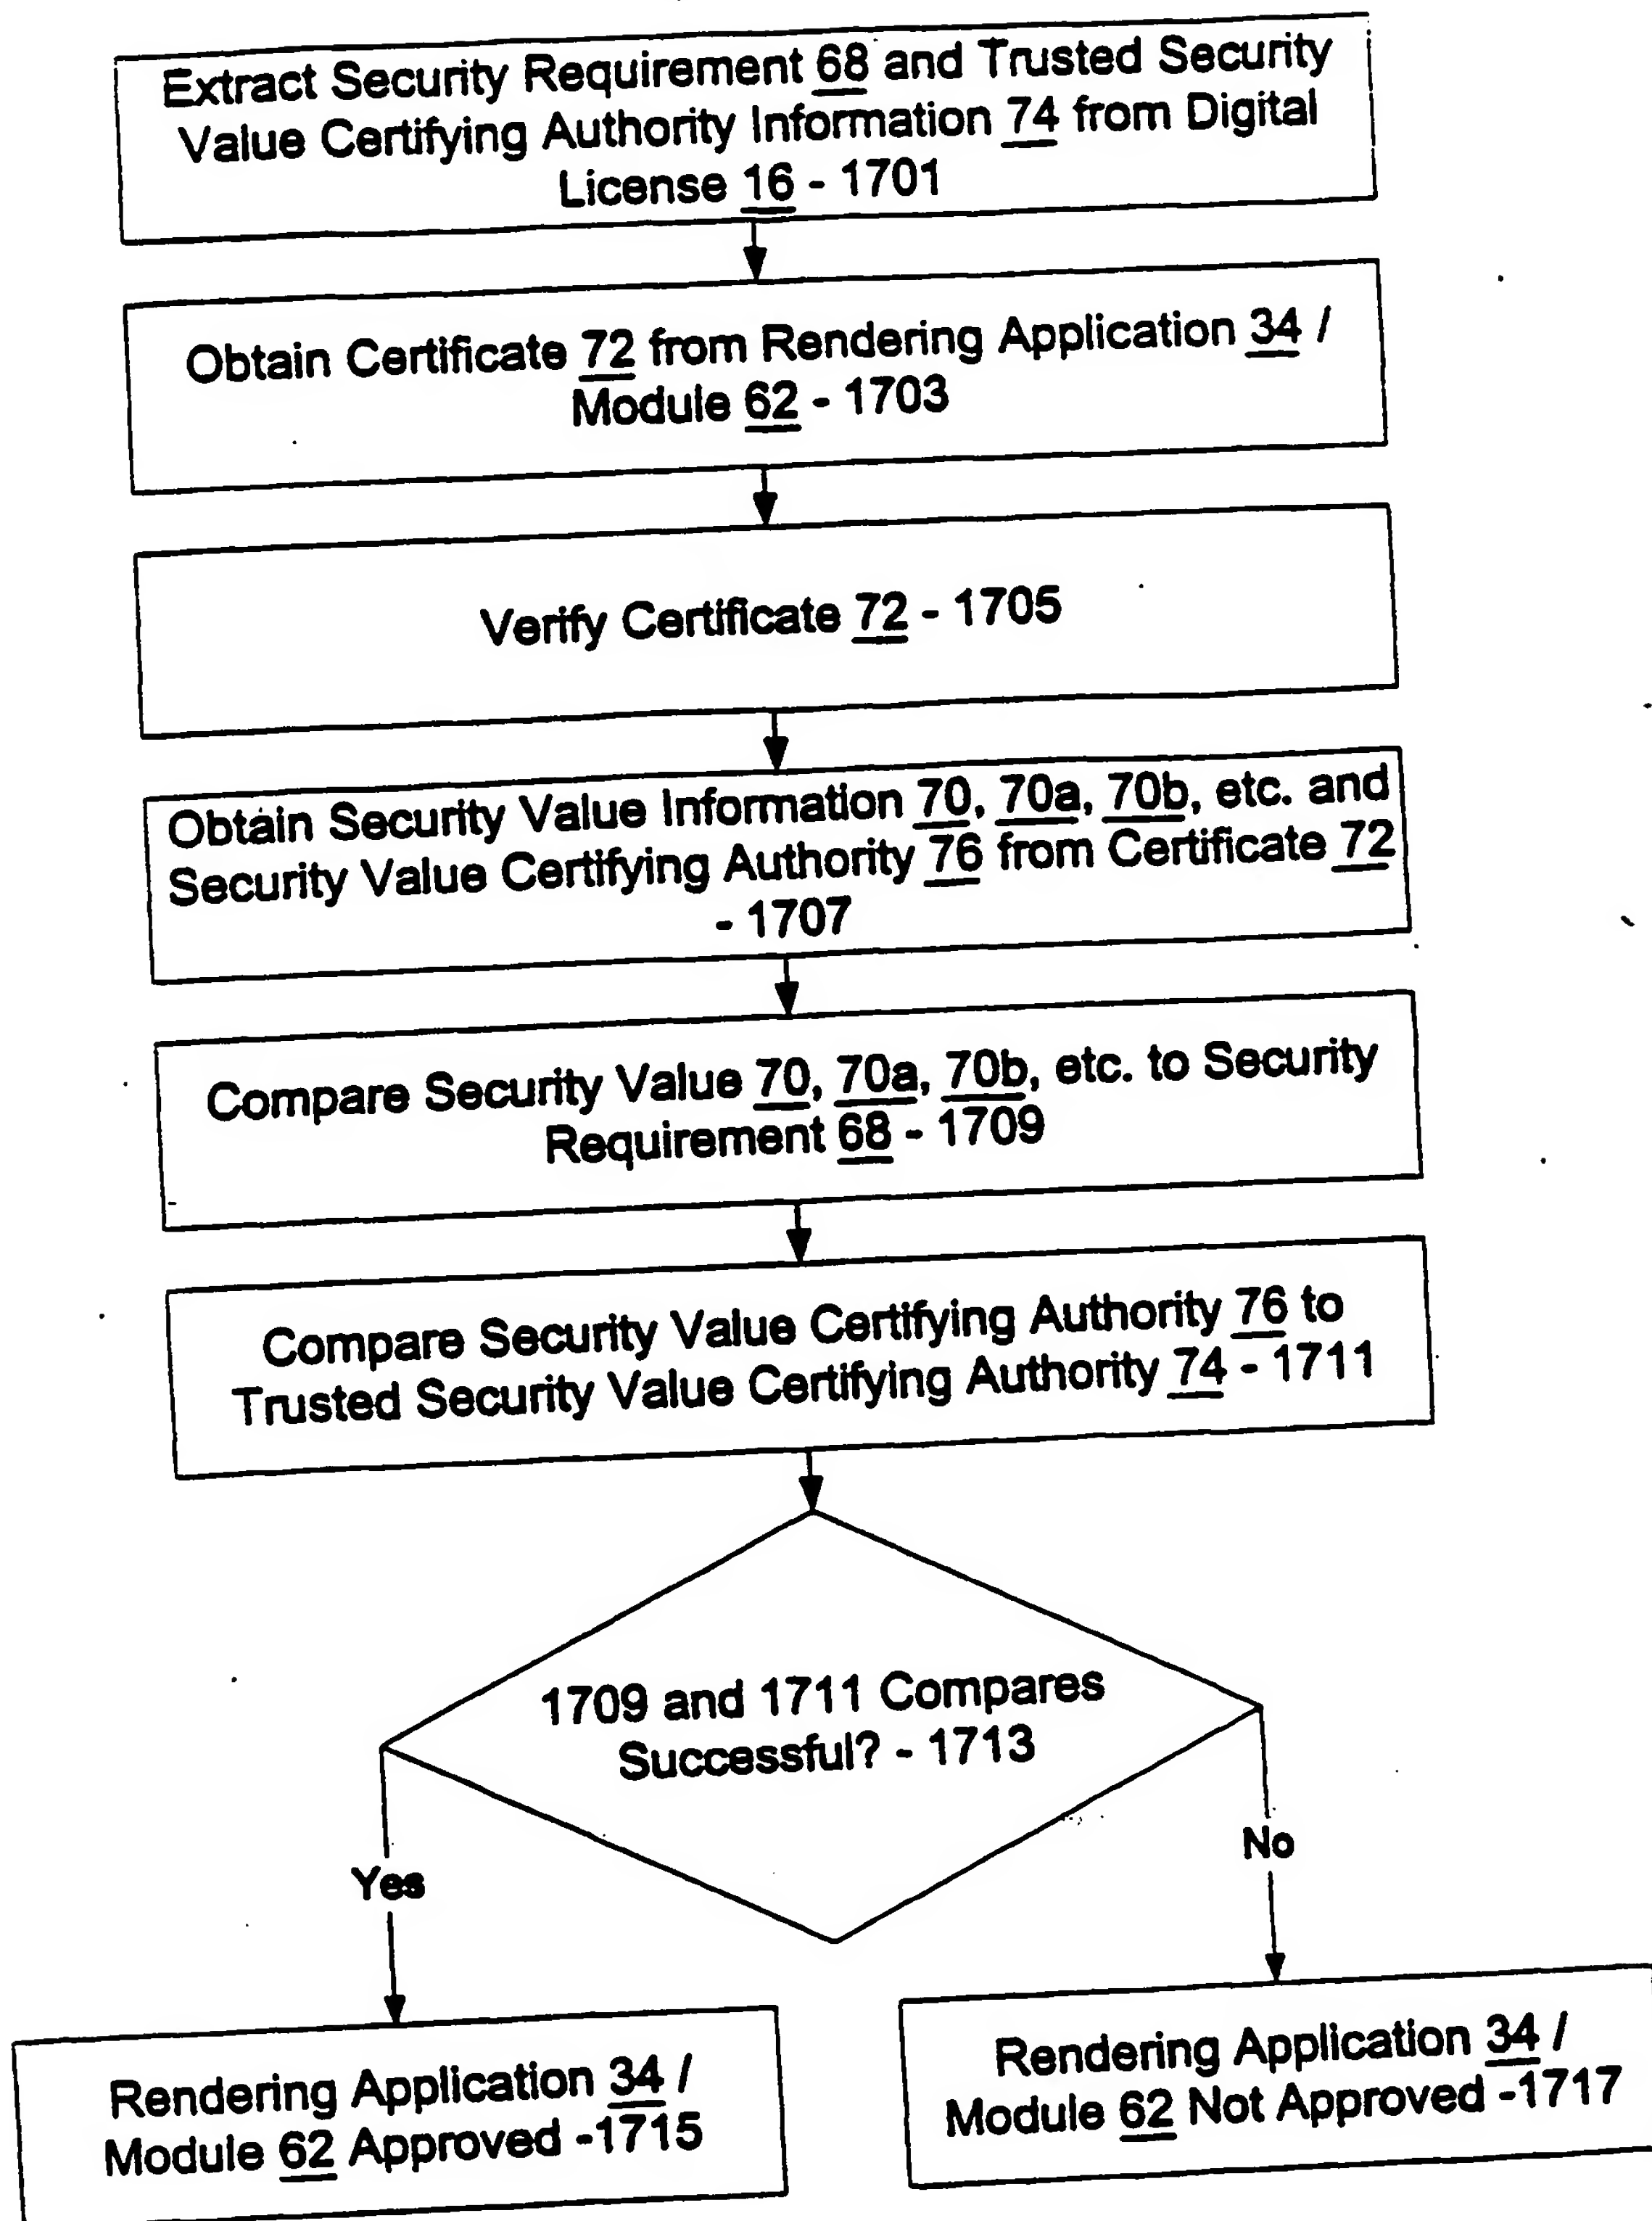 Extract Security Requirement 68 and Trusted Security
Value Certifying Authority Information 74 from Digital
License 16 - 1701
Obtain Certificate 72 from Rendering Application 34 /
Module 62 - 1703
Verify Certificate 72 - 1705
Obtain Security Value Information 70, 70a, 70b, etc. and
Security Value Certifying Authority 76 from Certificate 72
- 1707
Compare Security Value 70, 70a, 70b, etc. to Security
Requirement 68 - 1709
Compare Security Value Certifying Authority 76 to
Trusted Security Value Certifying Authority 74 - 1711
1709 and 1711 Compares
Successful? - 1713
Yes
No
Rendering Application 34 /
Module 62 Approved -1715
Rendering Application 34 /
Module 62 Not Approved -1717